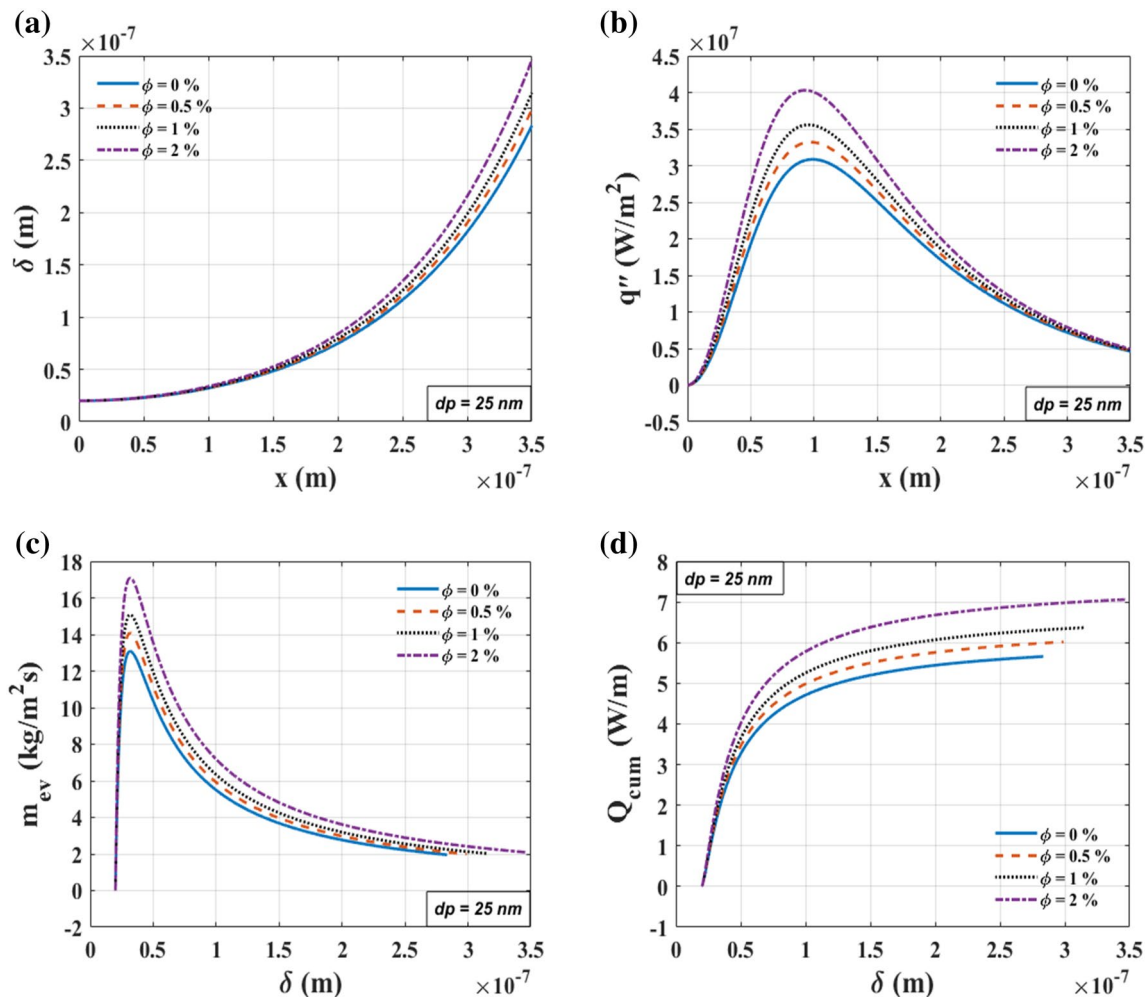 (a)
×10⁻⁷
3.5
3
2.5
2
1.5
1
0.5
0
δ (m)
ϕ = 0 %
ϕ = 0.5 %
ϕ = 1 %
ϕ = 2 %
dp = 25 nm
0 0.5 1 1.5 2 2.5 3 3.5
x (m)
×10⁻⁷
(b)
×10⁷
4.5
4
3.5
3
2.5
2
1.5
1
0.5
0
-0.5
q″ (W/m²)
ϕ = 0 %
ϕ = 0.5 %
ϕ = 1 %
ϕ = 2 %
dp = 25 nm
0 0.5 1 1.5 2 2.5 3 3.5
x (m)
×10⁻⁷
(c)
18
16
14
12
10
8
6
4
2
0
-2
m_ev (kg/m²s)
ϕ = 0 %
ϕ = 0.5 %
ϕ = 1 %
ϕ = 2 %
dp = 25 nm
0 0.5 1 1.5 2 2.5 3 3.5
δ (m)
×10⁻⁷
(d)
8
7
6
5
4
3
2
1
0
-1
Q_cum (W/m)
dp = 25 nm
ϕ = 0 %
ϕ = 0.5 %
ϕ = 1 %
ϕ = 2 %
0 0.5 1 1.5 2 2.5 3 3.5
δ (m)
×10⁻⁷